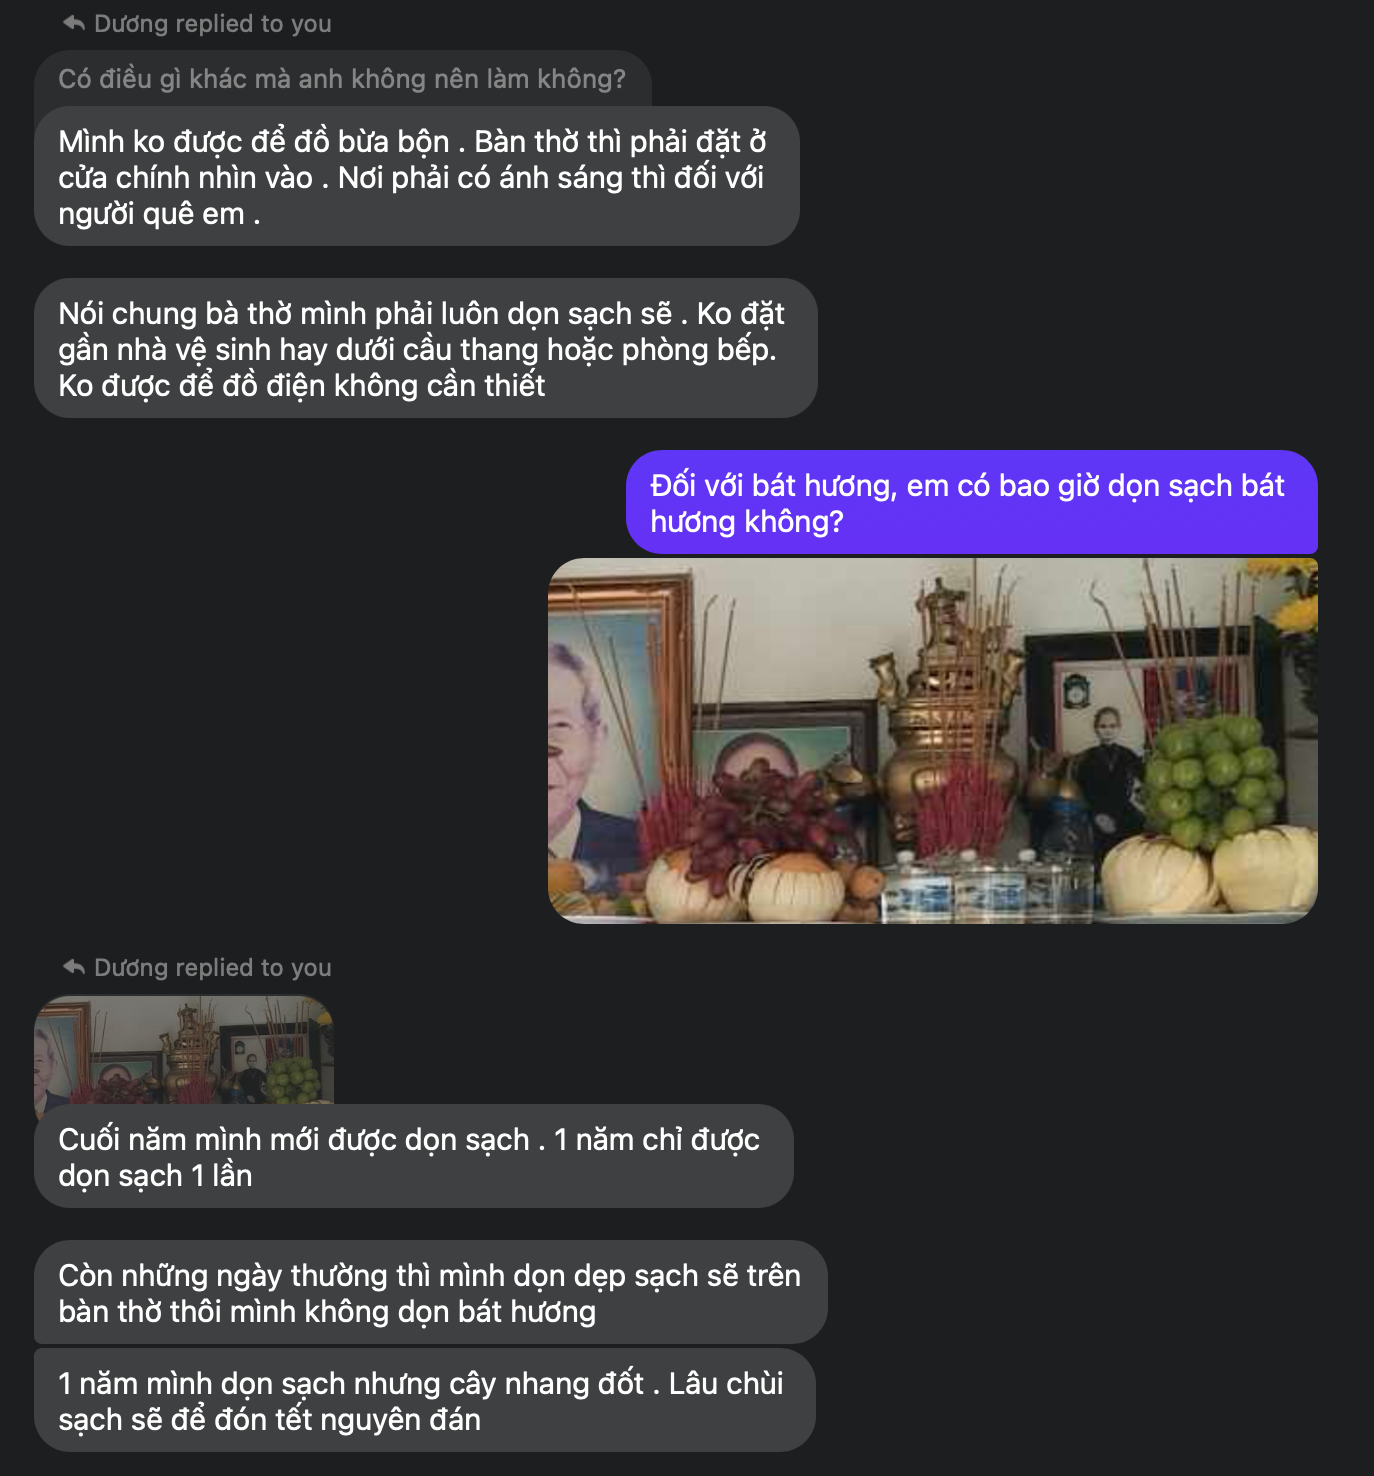 Dương replied to you
Có điều gì khác mà anh không nên làm không?
Mình ko được để đồ bừa bộn . Bàn thờ thì phải đặt ở
cửa chính nhìn vào . Nơi phải có ánh sáng thì đối với
người quê em .
Nói chung bà thờ mình phải luôn dọn sạch sẽ . Ko đặt
gần nhà vệ sinh hay dưới cầu thang hoặc phòng bếp.
Ko được để đồ điện không cần thiết
Đối với bát hương, em có bao giờ dọn sạch bát
hương không?
Dương replied to you
Cuối năm mình mới được dọn sạch . 1 năm chỉ được
dọn sạch 1 lần
Còn những ngày thường thì mình dọn dẹp sạch sẽ trên
bàn thờ thôi mình không dọn bát hương
1 năm mình dọn sạch nhưng cây nhang đốt . Lâu chùi
sạch sẽ để đón tết nguyên đán